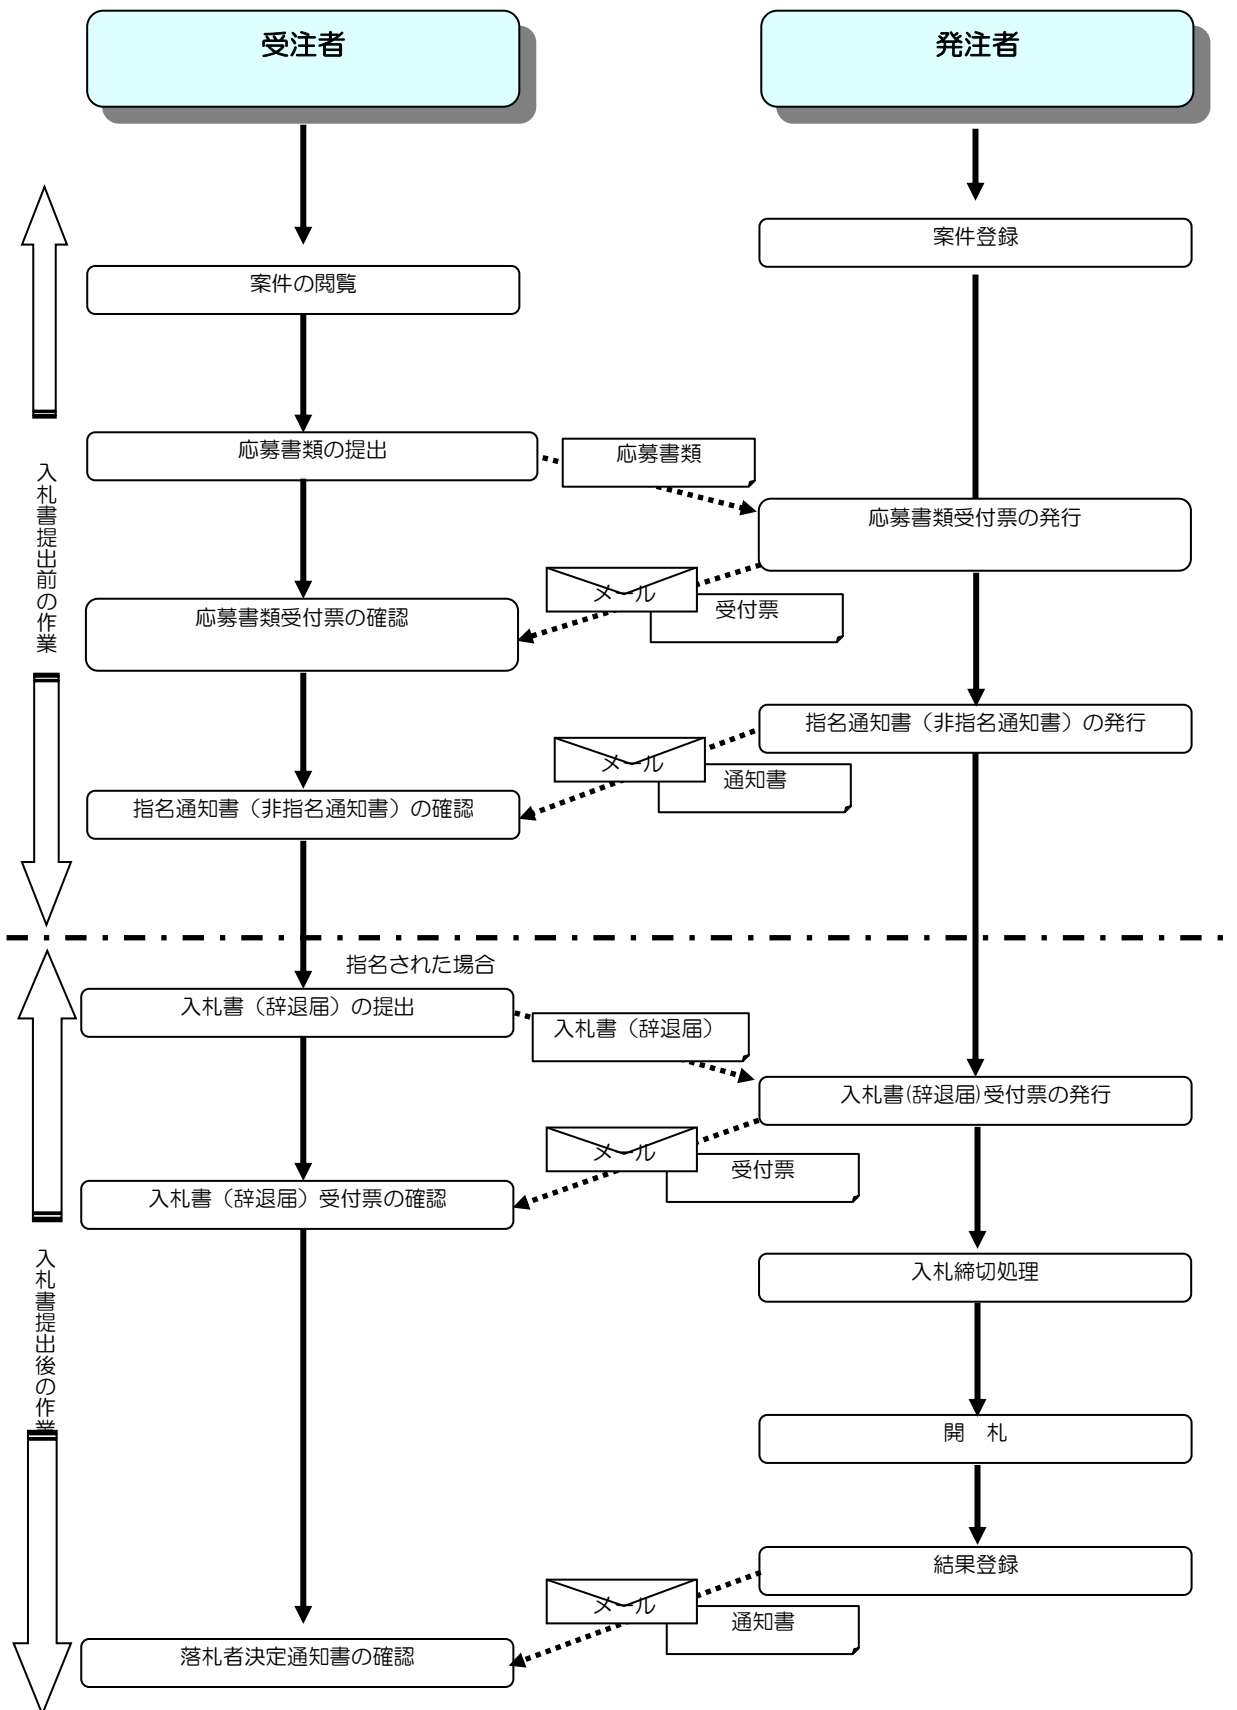 受注者
発注者
案件登録
案件の閲覧
応募書類の提出
応募書類
応募書類受付票の発行
メール
受付票
応募書類受付票の確認
入札書提出前の作業
指名通知書（非指名通知書）の発行
メール
通知書
指名通知書（非指名通知書）の確認
指名された場合
入札書（辞退届）の提出
入札書（辞退届）
入札書(辞退届)受付票の発行
メール
受付票
入札書（辞退届）受付票の確認
入札書提出後の作業
入札締切処理
開　札
結果登録
メール
通知書
落札者決定通知書の確認